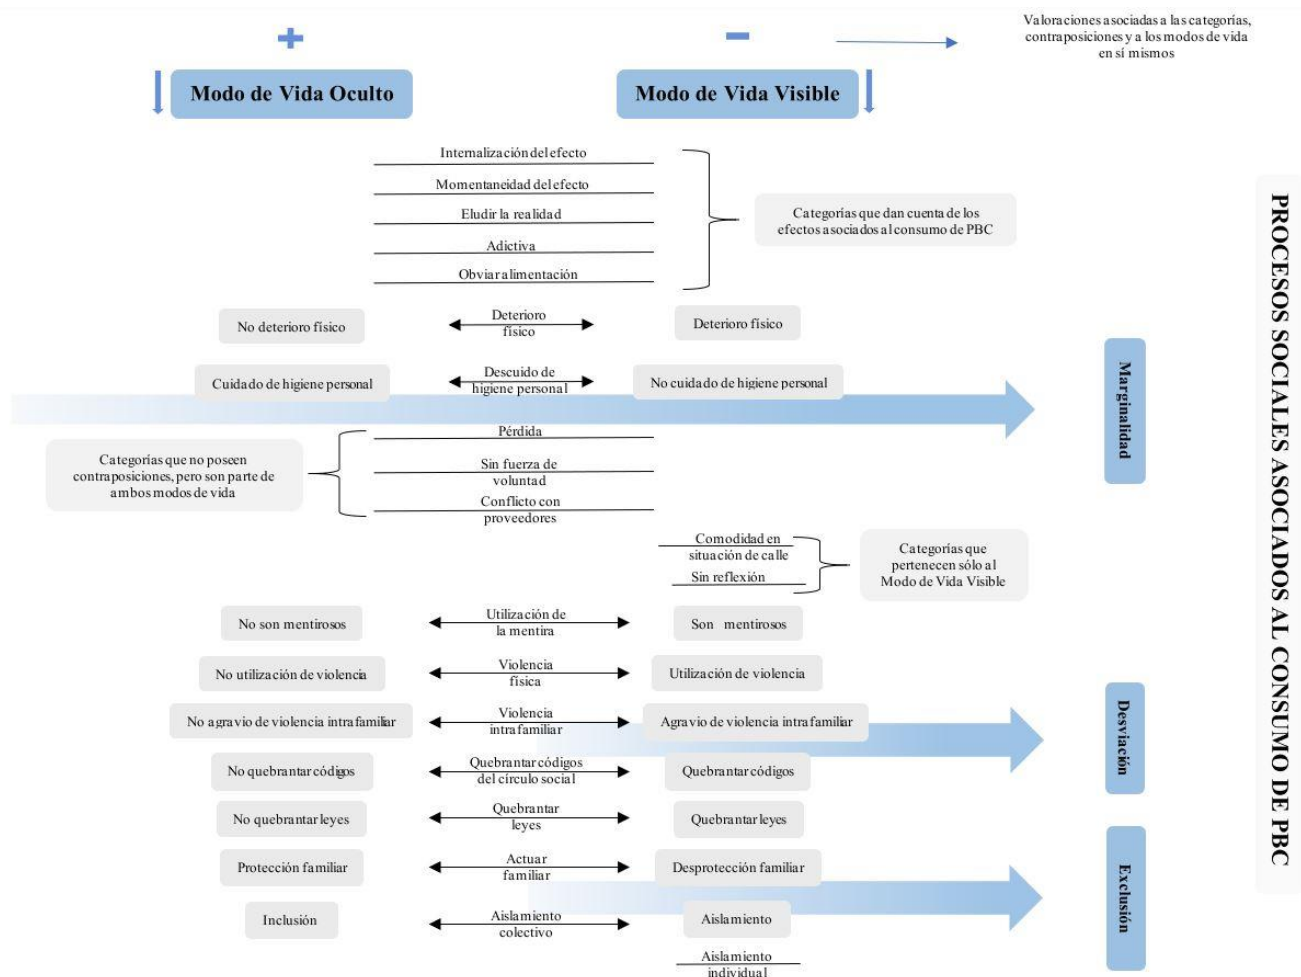 +
−
Valoraciones asociadas a las categorías,
contraposiciones y a los modos de vida
en sí mismos
Modo de Vida Oculto
Modo de Vida Visible
Internalización del efecto
Momentaneidad del efecto
Eludir la realidad
Adictiva
Obviar alimentación
Categorías que dan cuenta de los
efectos asociados al consumo de PBC
No deterioro físico
Deterioro
físico
Deterioro físico
Cuidado de higiene personal
Descuido de
higiene personal
No cuidado de higiene personal
Pérdida
Sin fuerza de
voluntad
Conflicto con
proveedores
Categorías que no poseen
contraposiciones, pero son parte de
ambos modos de vida
Comodidad en
situación de calle
Sin reflexión
Categorías que
pertenecen sólo al
Modo de Vida Visible
No son mentirosos
Utilización de
la mentira
Son mentirosos
No utilización de violencia
Violencia
física
Utilización de violencia
No agravio de violencia intrafamiliar
Violencia
intrafamiliar
Agravio de violencia intrafamiliar
No quebrantar códigos
Quebrantar códigos
del círculo social
Quebrantar códigos
No quebrantar leyes
Quebrantar
leyes
Quebrantar leyes
Protección familiar
Actuar
familiar
Desprotección familiar
Inclusión
Aislamiento
colectivo
Aislamiento
Aislamiento
individual
Marginalidad
Desviación
Exclusión
PROCESOS SOCIALES ASOCIADOS AL CONSUMO DE PBC